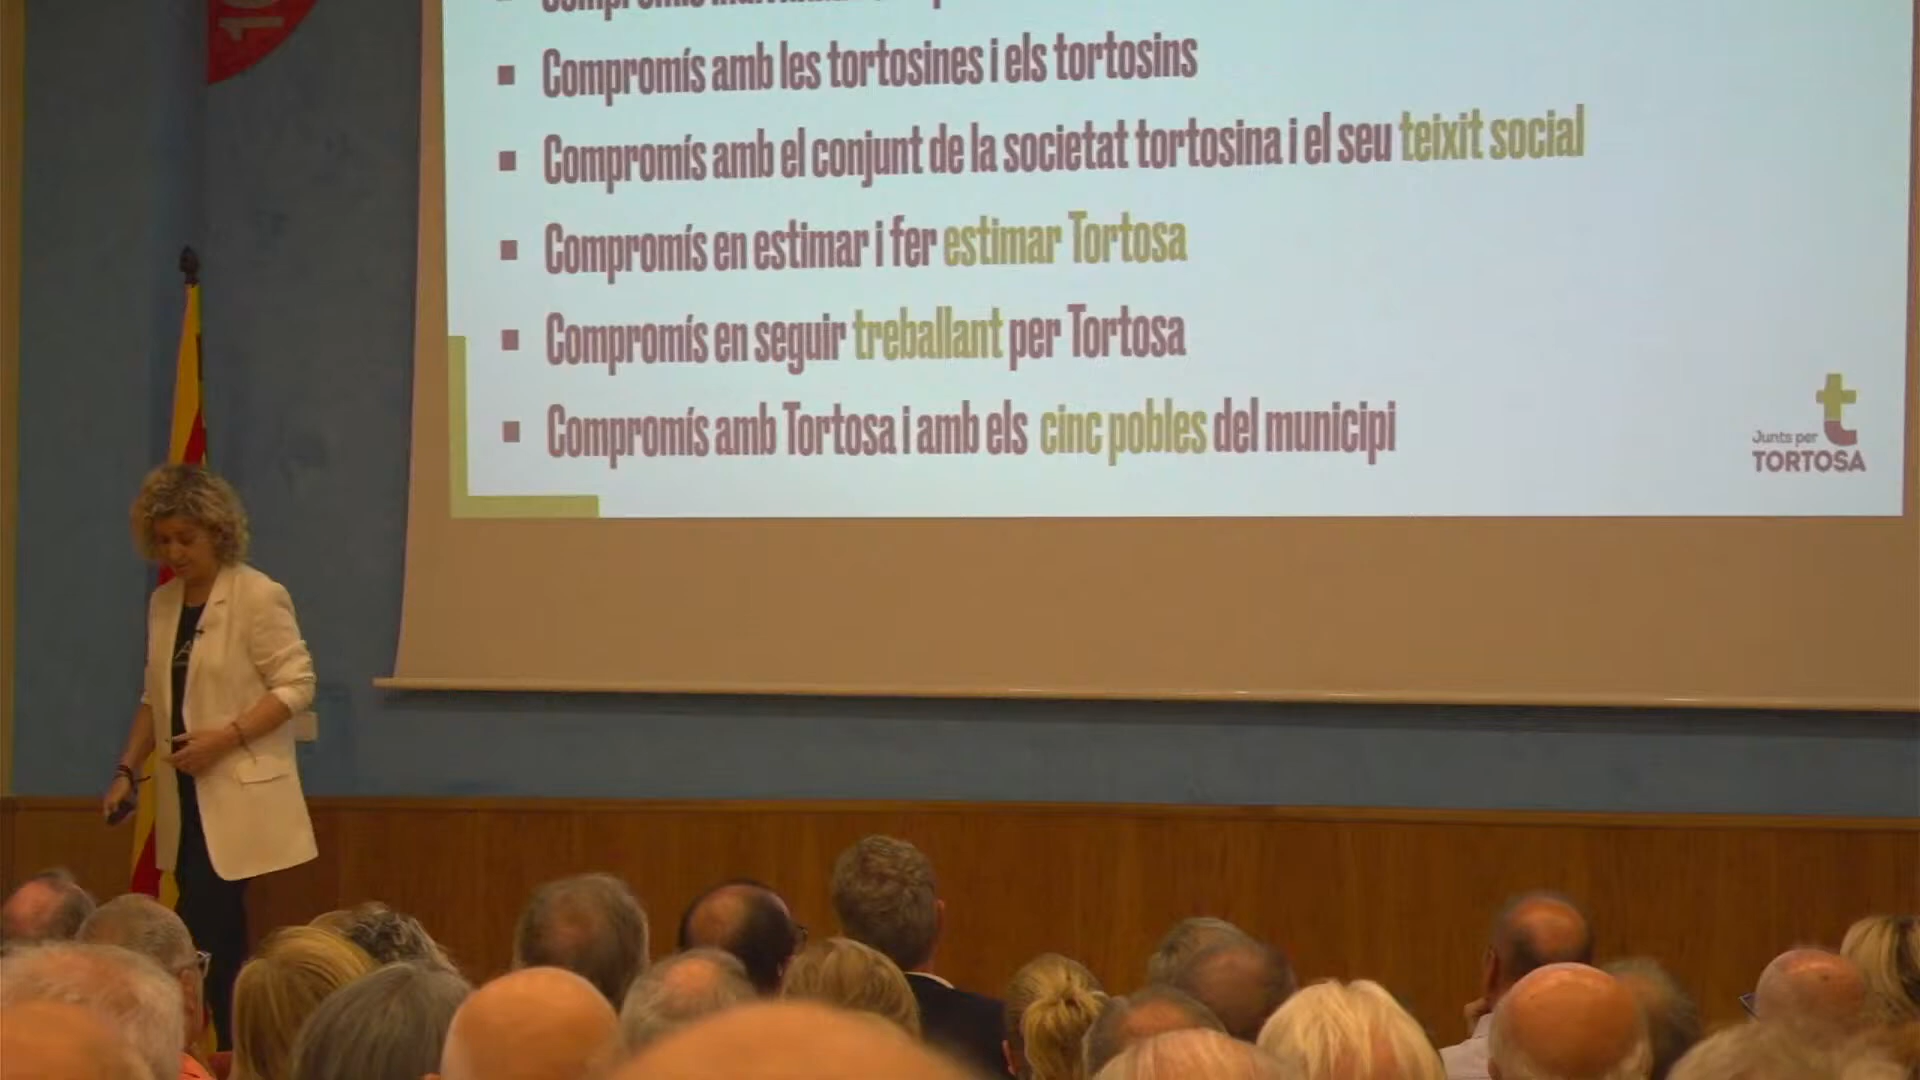 Compromís
Compromís amb les tortosines i els tortosins
Compromís amb el conjunt de la societat tortosina i el seu teixit social
Compromís en estimar i fer estimar Tortosa
Compromís en seguir treballant per Tortosa
Compromís amb Tortosa i amb els cinc pobles del municipi
Junts per
TORTOSA